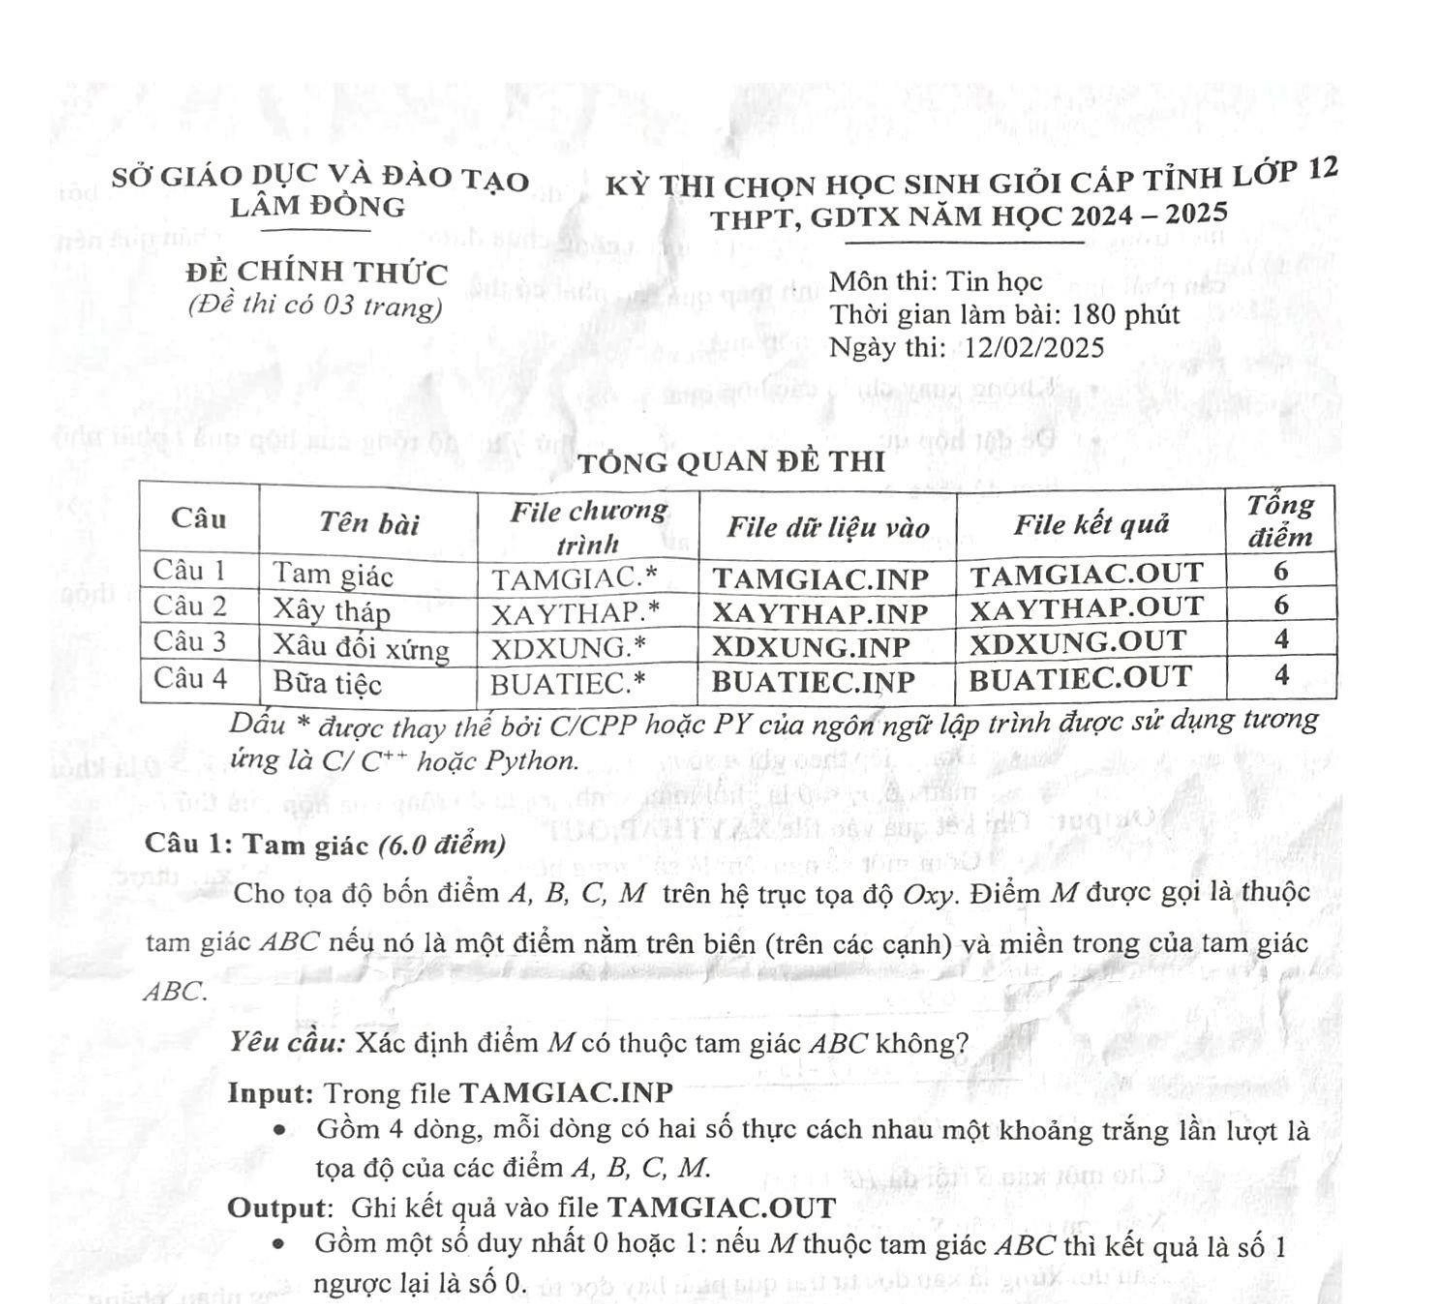 SỞ GIÁO DỤC VÀ ĐÀO TẠO
LÂM ĐỒNG
ĐỀ CHÍNH THỨC
(Đề thi có 03 trang)
KỲ THI CHỌN HỌC SINH GIỎI CẤP TỈNH LỚP 12
THPT, GDTX NĂM HỌC 2024 – 2025
Môn thi: Tin học
Thời gian làm bài: 180 phút
Ngày thi: 12/02/2025
TỔNG QUAN ĐỀ THI
Câu Tên bài File chương trình File dữ liệu vào File kết quả Tổng điểm
Câu 1 Tam giác TAMGIAC.* TAMGIAC.INP TAMGIAC.OUT 6
Câu 2 Xây tháp XAYTHAP.* XAYTHAP.INP XAYTHAP.OUT 6
Câu 3 Xâu đối xứng XDXUNG.* XDXUNG.INP XDXUNG.OUT 4
Câu 4 Bữa tiệc BUATIEC.* BUATIEC.INP BUATIEC.OUT 4
Dấu * được thay thế bởi C/CPP hoặc PY của ngôn ngữ lập trình được sử dụng tương
ứng là C/ C++ hoặc Python.
Câu 1: Tam giác (6.0 điểm)
Cho tọa độ bốn điểm A, B, C, M trên hệ trục tọa độ Oxy. Điểm M được gọi là thuộc
tam giác ABC nếu nó là một điểm nằm trên biên (trên các cạnh) và miền trong của tam giác
ABC.
Yêu cầu: Xác định điểm M có thuộc tam giác ABC không?
Input: Trong file TAMGIAC.INP
• Gồm 4 dòng, mỗi dòng có hai số thực cách nhau một khoảng trắng lần lượt là
tọa độ của các điểm A, B, C, M.
Output: Ghi kết quả vào file TAMGIAC.OUT
• Gồm một số duy nhất 0 hoặc 1: nếu M thuộc tam giác ABC thì kết quả là số 1
ngược lại là số 0.